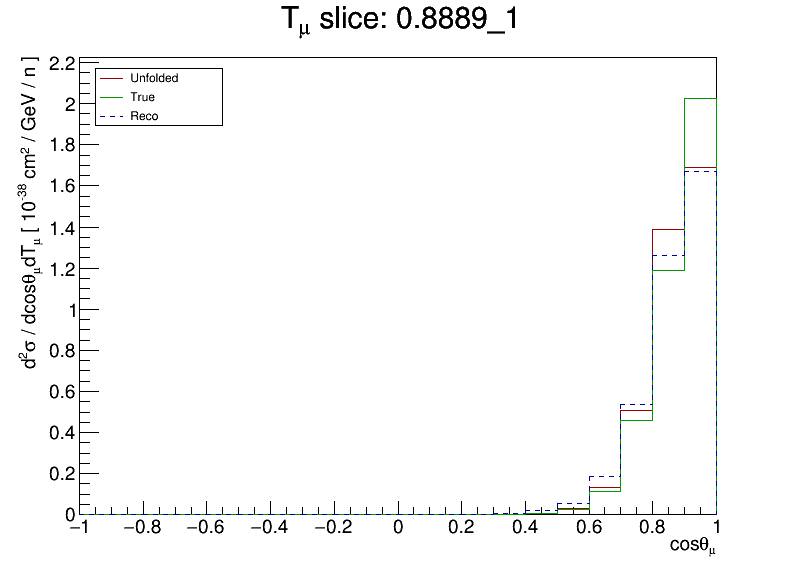 Tμ slice: 0.8889_1
d²σ / dcosθμdTμ [ 10⁻³⁸ cm² / GeV / n ]
Unfolded
True
Reco
2.2
2
1.8
1.6
1.4
1.2
1
0.8
0.6
0.4
0.2
0
−1 −0.8 −0.6 −0.4 −0.2 0 0.2 0.4 0.6 0.8 1
cosθμ